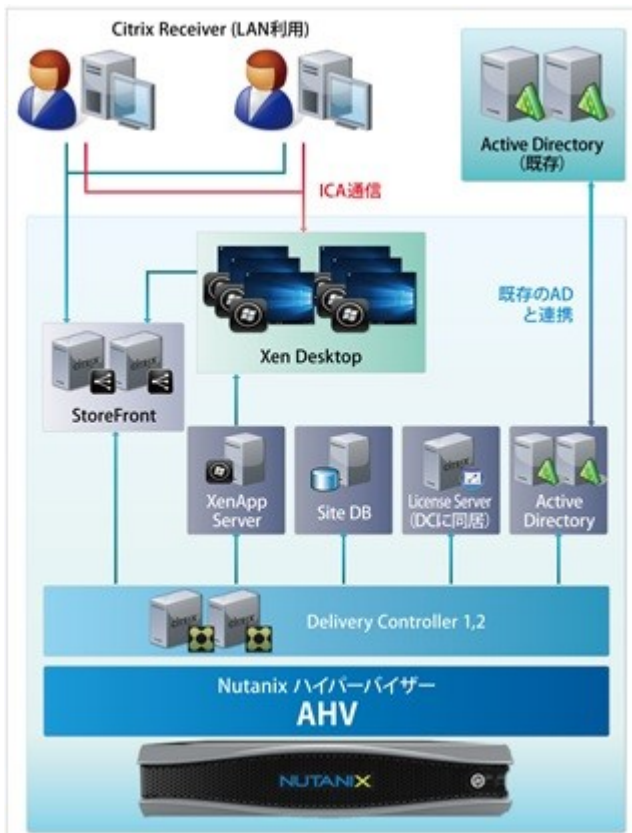 Citrix Receiver (LAN利用)
Active Directory
(既存)
ICA通信
既存のAD
と連携
Xen Desktop
StoreFront
XenApp
Server
Site DB
License Server
(DCに同居)
Active
Directory
Delivery Controller 1,2
Nutanix ハイパーバイザー
AHV
NUTANIX